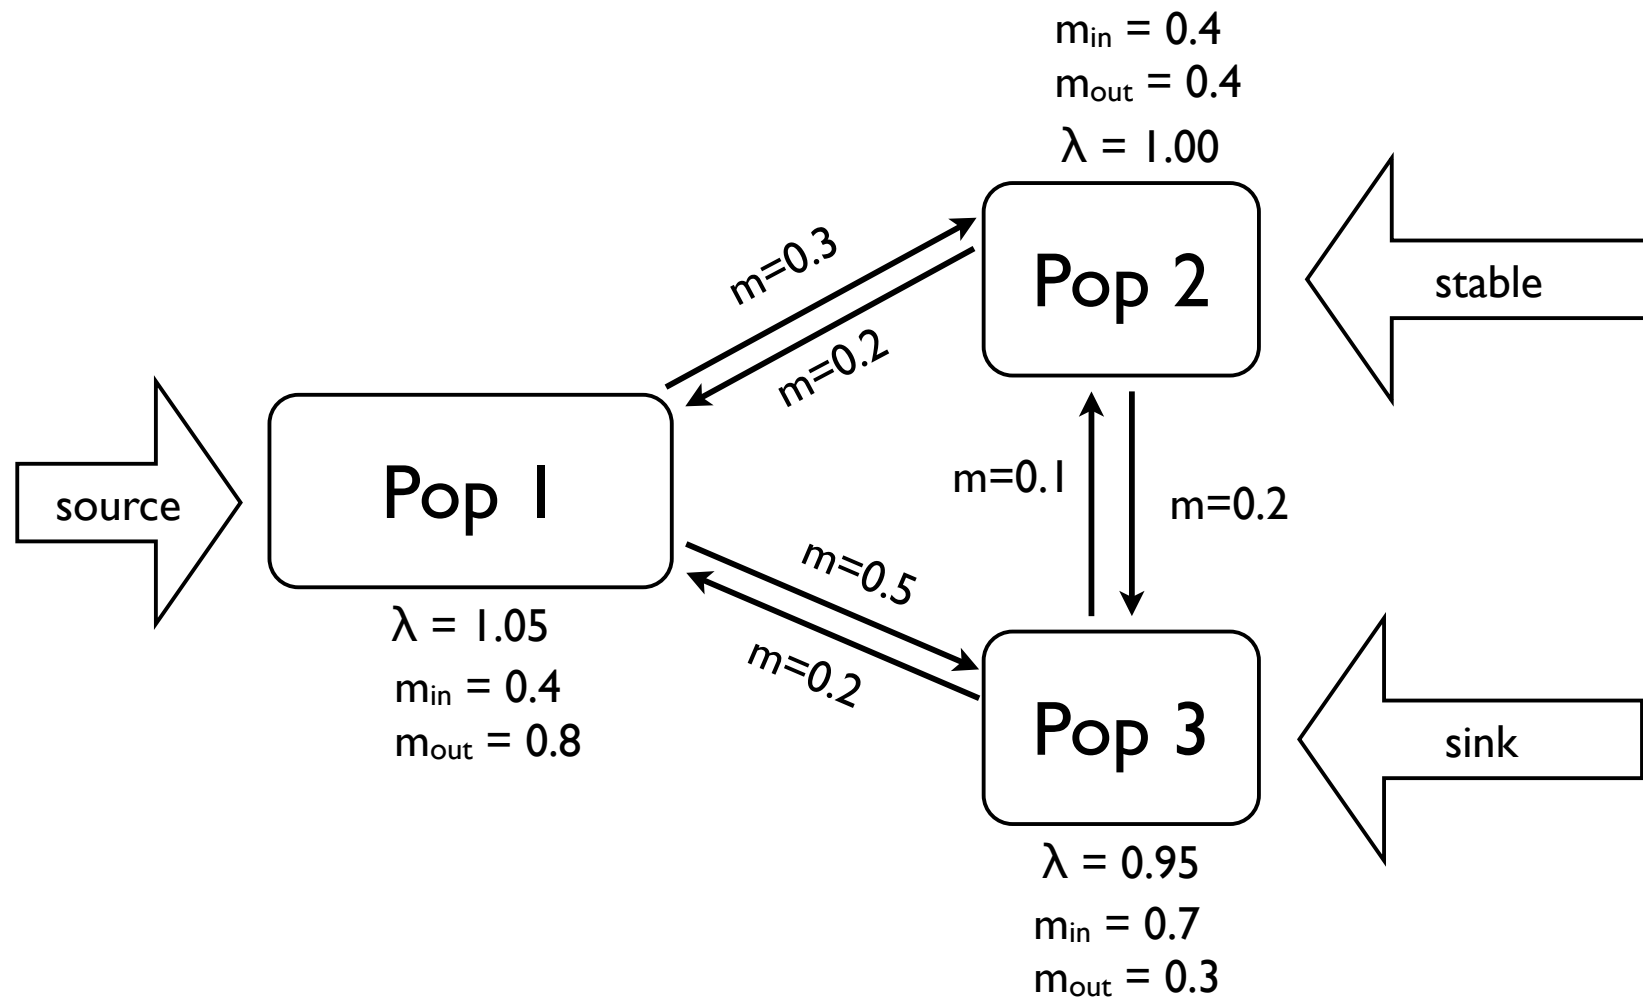 m_in = 0.4
m_out = 0.4
λ = 1.00
Pop 2
stable
m=0.3
m=0.2
source
Pop 1
λ = 1.05
m_in = 0.4
m_out = 0.8
m=0.1
m=0.2
m=0.5
m=0.2
Pop 3
sink
λ = 0.95
m_in = 0.7
m_out = 0.3